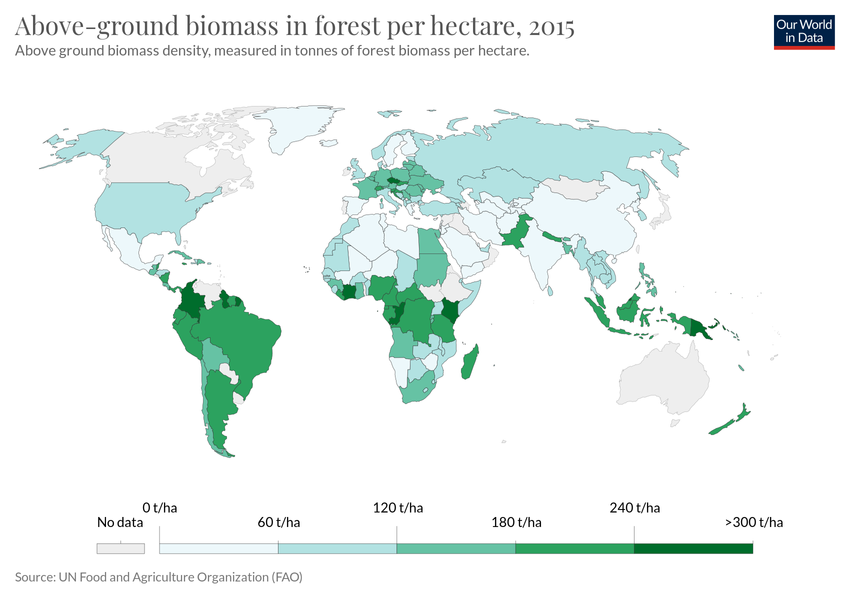 Above-ground biomass in forest per hectare, 2015
Above ground biomass density, measured in tonnes of forest biomass per hectare.
Our World
in Data
No data
0 t/ha
60 t/ha
120 t/ha
180 t/ha
240 t/ha
>300 t/ha
Source: UN Food and Agriculture Organization (FAO)